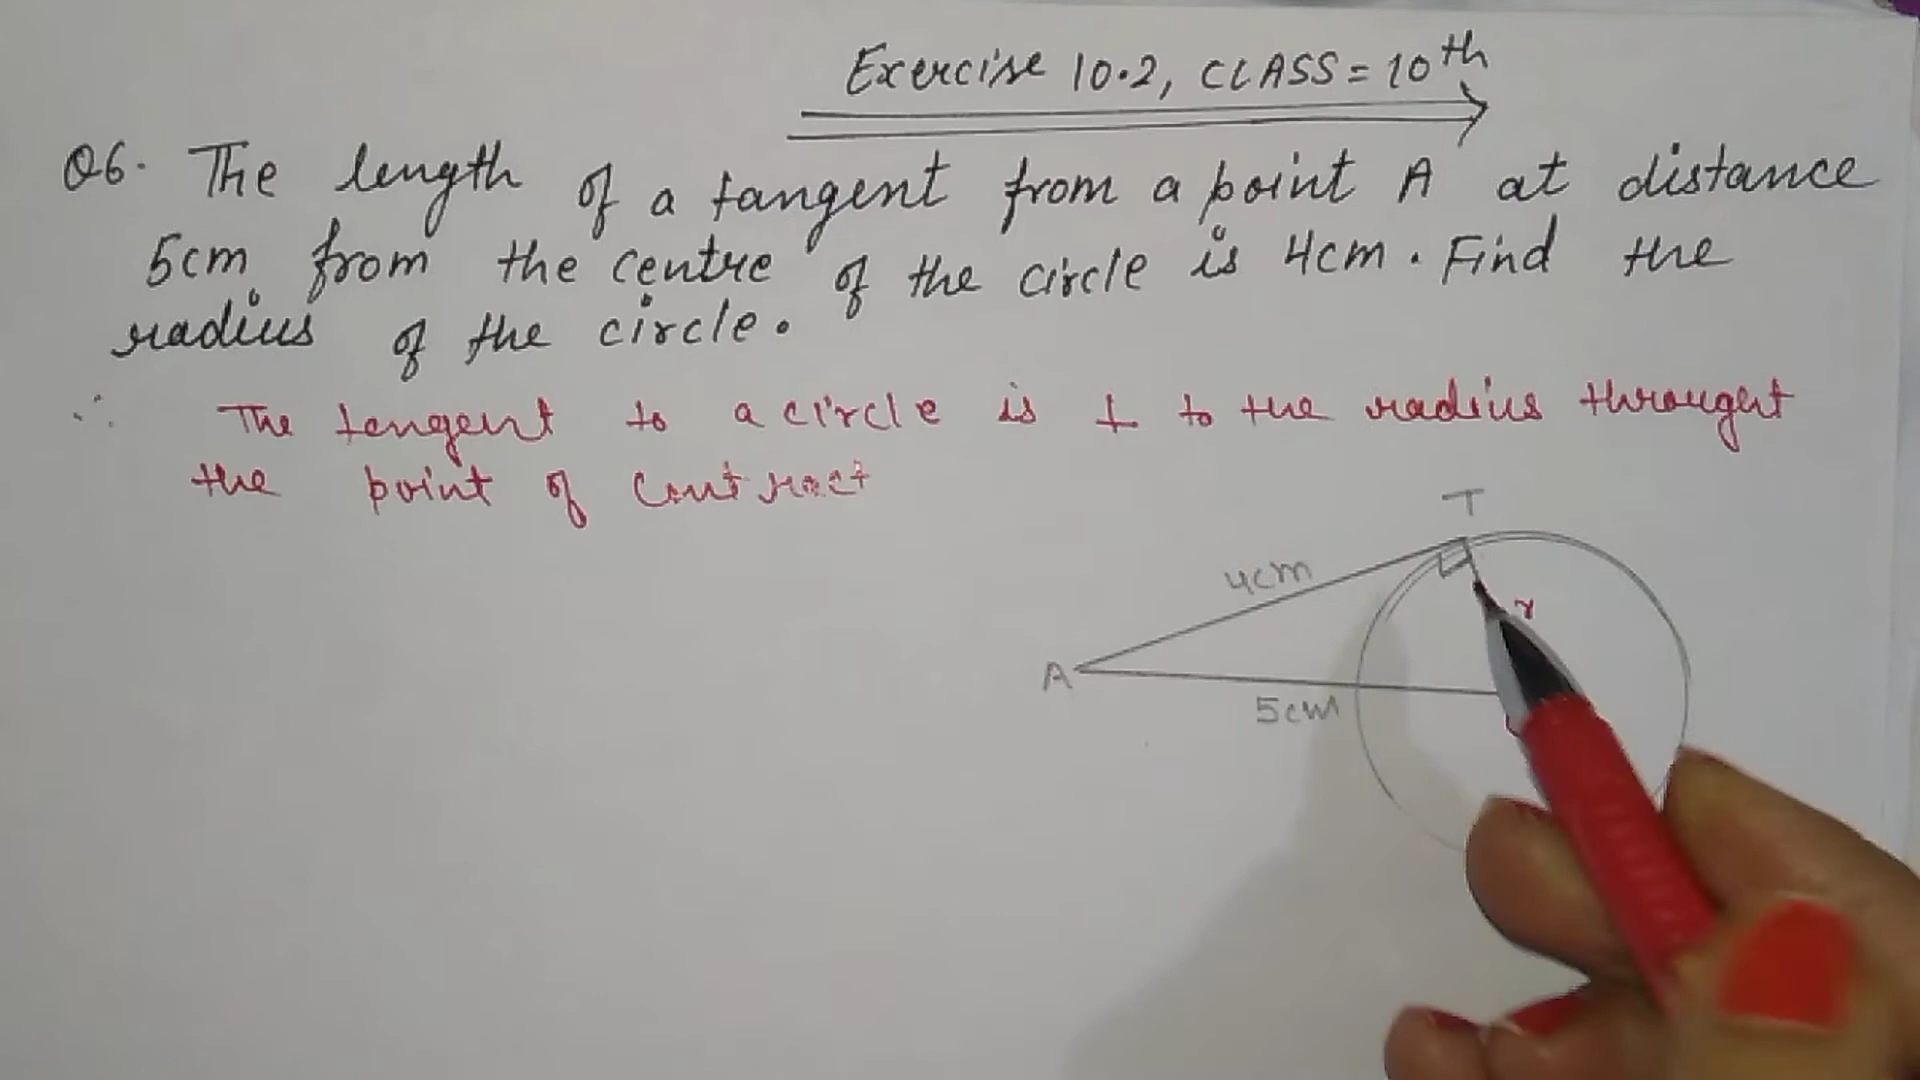 Exercise 10.2, CLASS = 10th
Q6. The length of a tangent from a point A at distance
5cm from the centre of the circle is 4cm. Find the
radius of the circle.
∵ The tengent to a circle is ⊥ to the radius throught
the point of Contract
T
4cm
r
A
5cm